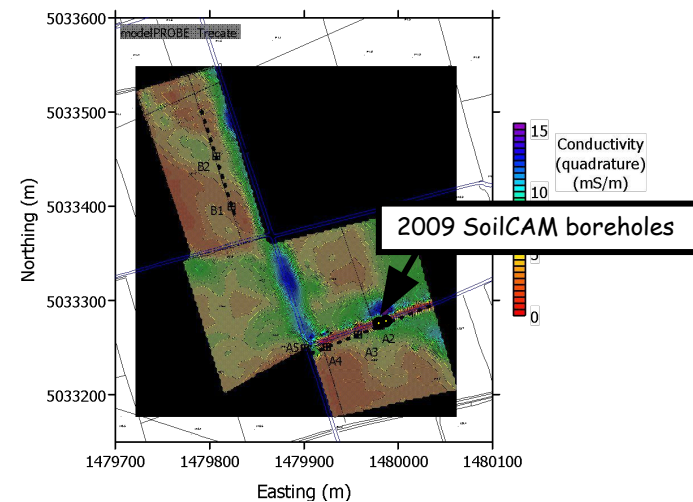 5033600
modelPROBE Trecate
5033500
15
Conductivity
(quadrature)
(mS/m)
10
B2
B1
5033400
2009 SoilCAM boreholes
Northing (m)
5
5033300
0
A2
A3
A4
A5
5033200
1479700 1479800 1479900 1480000 1480100
Easting (m)